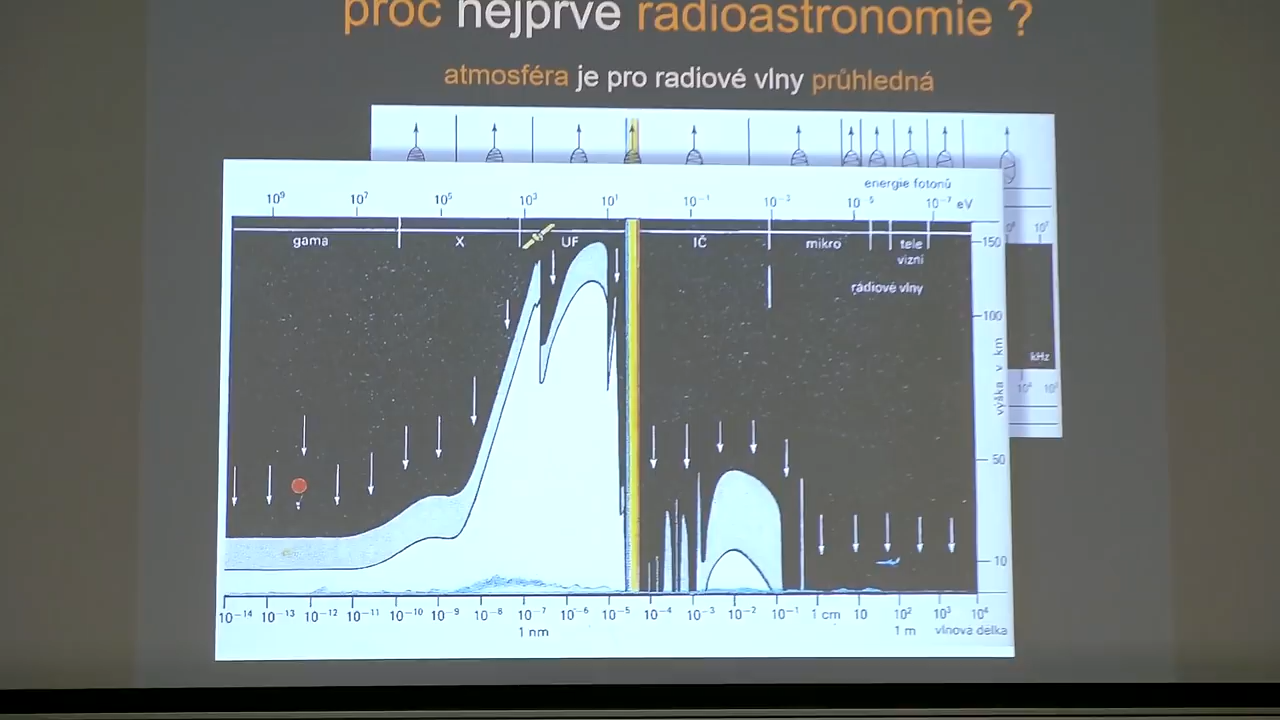 proč nejprve radioastronomie ?
atmosféra je pro radiové vlny průhledná
energie fotonů
10⁹ 10⁷ 10⁵ 10³ 10¹ 10⁻¹ 10⁻³ 10⁻⁵ 10⁻⁷ eV
gama X UF IČ mikro tele
vizní
rádiové vlny
150
100
výška v km
50
10
kHz
10⁻¹⁴ 10⁻¹³ 10⁻¹² 10⁻¹¹ 10⁻¹⁰ 10⁻⁹ 10⁻⁸ 10⁻⁷ 10⁻⁶ 10⁻⁵ 10⁻⁴ 10⁻³ 10⁻² 10⁻¹ 1 cm 10 10² 10³ 10⁴
1 nm 1 m vlnová délka